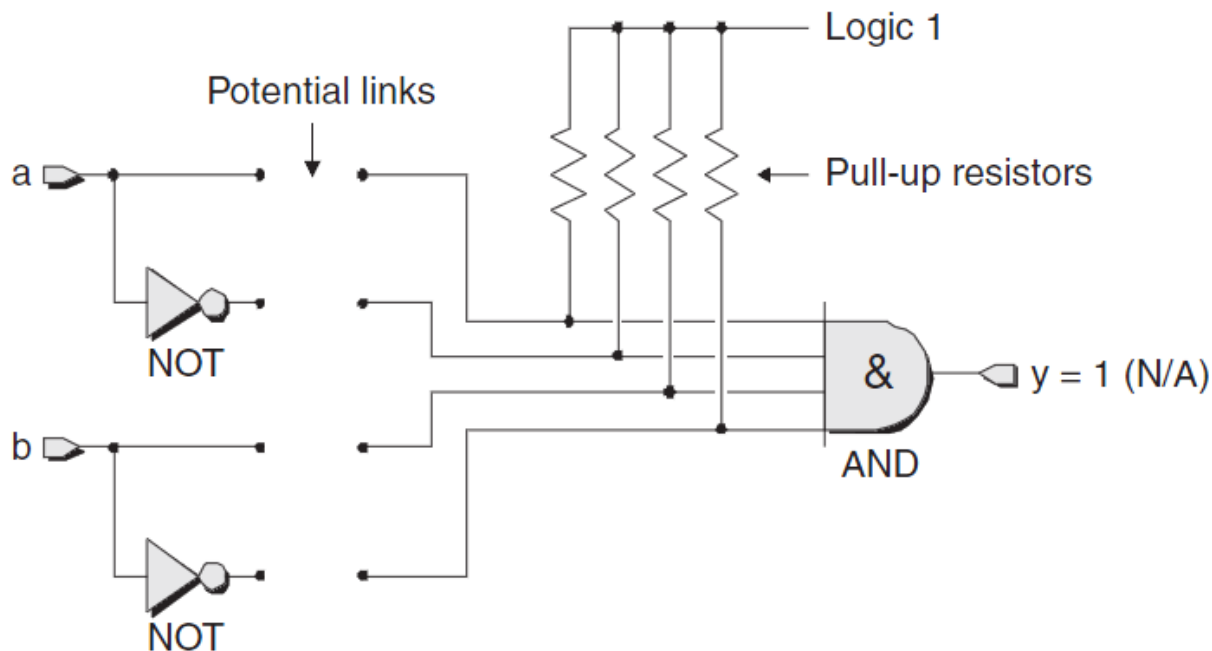 Logic 1
Potential links
a
Pull-up resistors
NOT
& y = 1 (N/A)
b
AND
NOT